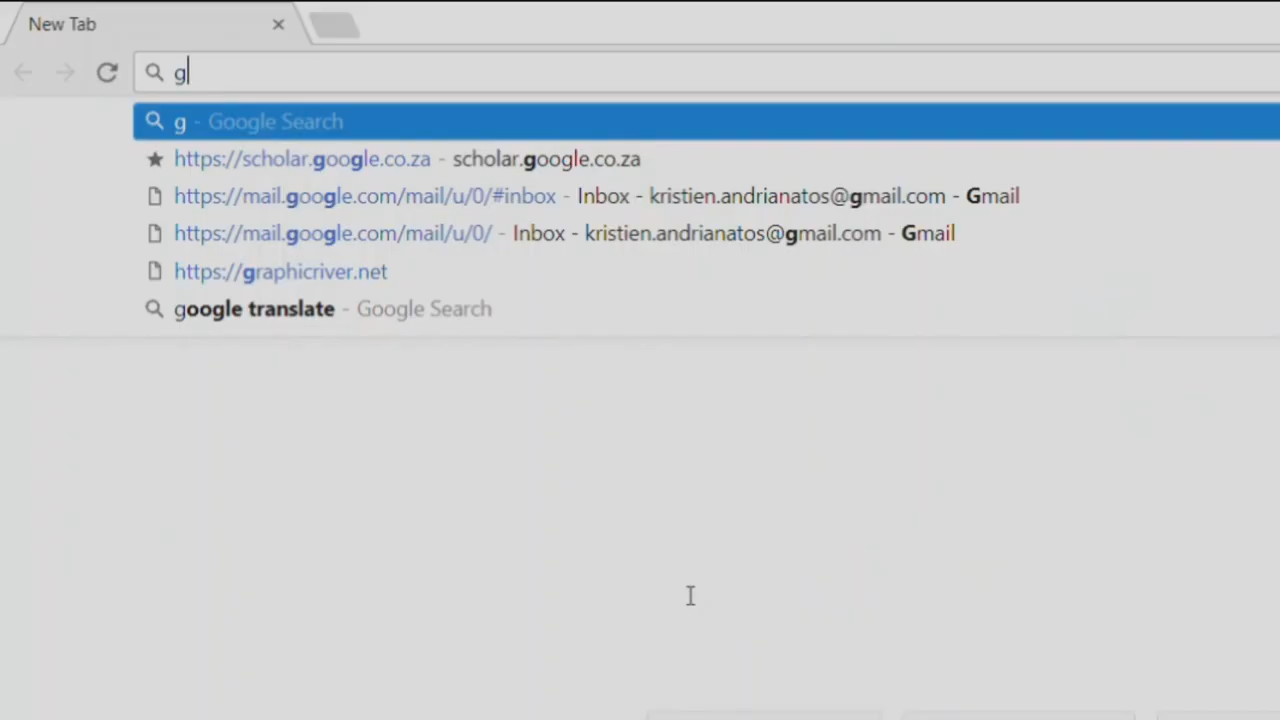 New Tab
g
g - Google Search
https://scholar.google.co.za - scholar.google.co.za
https://mail.google.com/mail/u/0/#inbox - Inbox - kristien.andrianatos@gmail.com - Gmail
https://mail.google.com/mail/u/0/ - Inbox - kristien.andrianatos@gmail.com - Gmail
https://graphicriver.net
google translate - Google Search